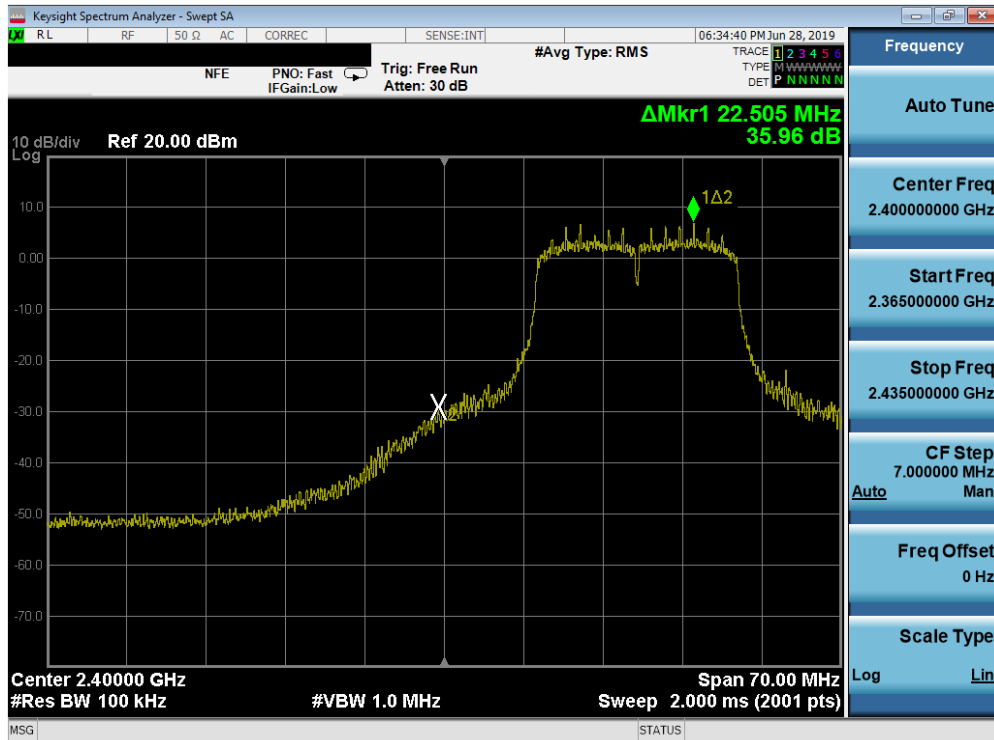 Keysight Spectrum Analyzer - Swept SA
LXI RL RF 50 Ω AC CORREC SENSE:INT 06:34:40 PM Jun 28, 2019
NFE PNO: Fast IFGain:Low
Trig: Free Run
Atten: 30 dB
#Avg Type: RMS
TRACE 1 2 3 4 5 6
TYPE M W W W W W
DET P N N N N N
ΔMkr1 22.505 MHz
35.96 dB
10 dB/div Ref 20.00 dBm
Log
1Δ2
10.0
0.00
-10.0
-20.0
-30.0
X2
-40.0
-50.0
-60.0
-70.0
Center 2.40000 GHz Span 70.00 MHz
#Res BW 100 kHz #VBW 1.0 MHz Sweep 2.000 ms (2001 pts)
MSG STATUS
Frequency
Auto Tune
Center Freq
2.400000000 GHz
Start Freq
2.365000000 GHz
Stop Freq
2.435000000 GHz
CF Step
7.000000 MHz
Auto Man
Freq Offset
0 Hz
Scale Type
Log Lin